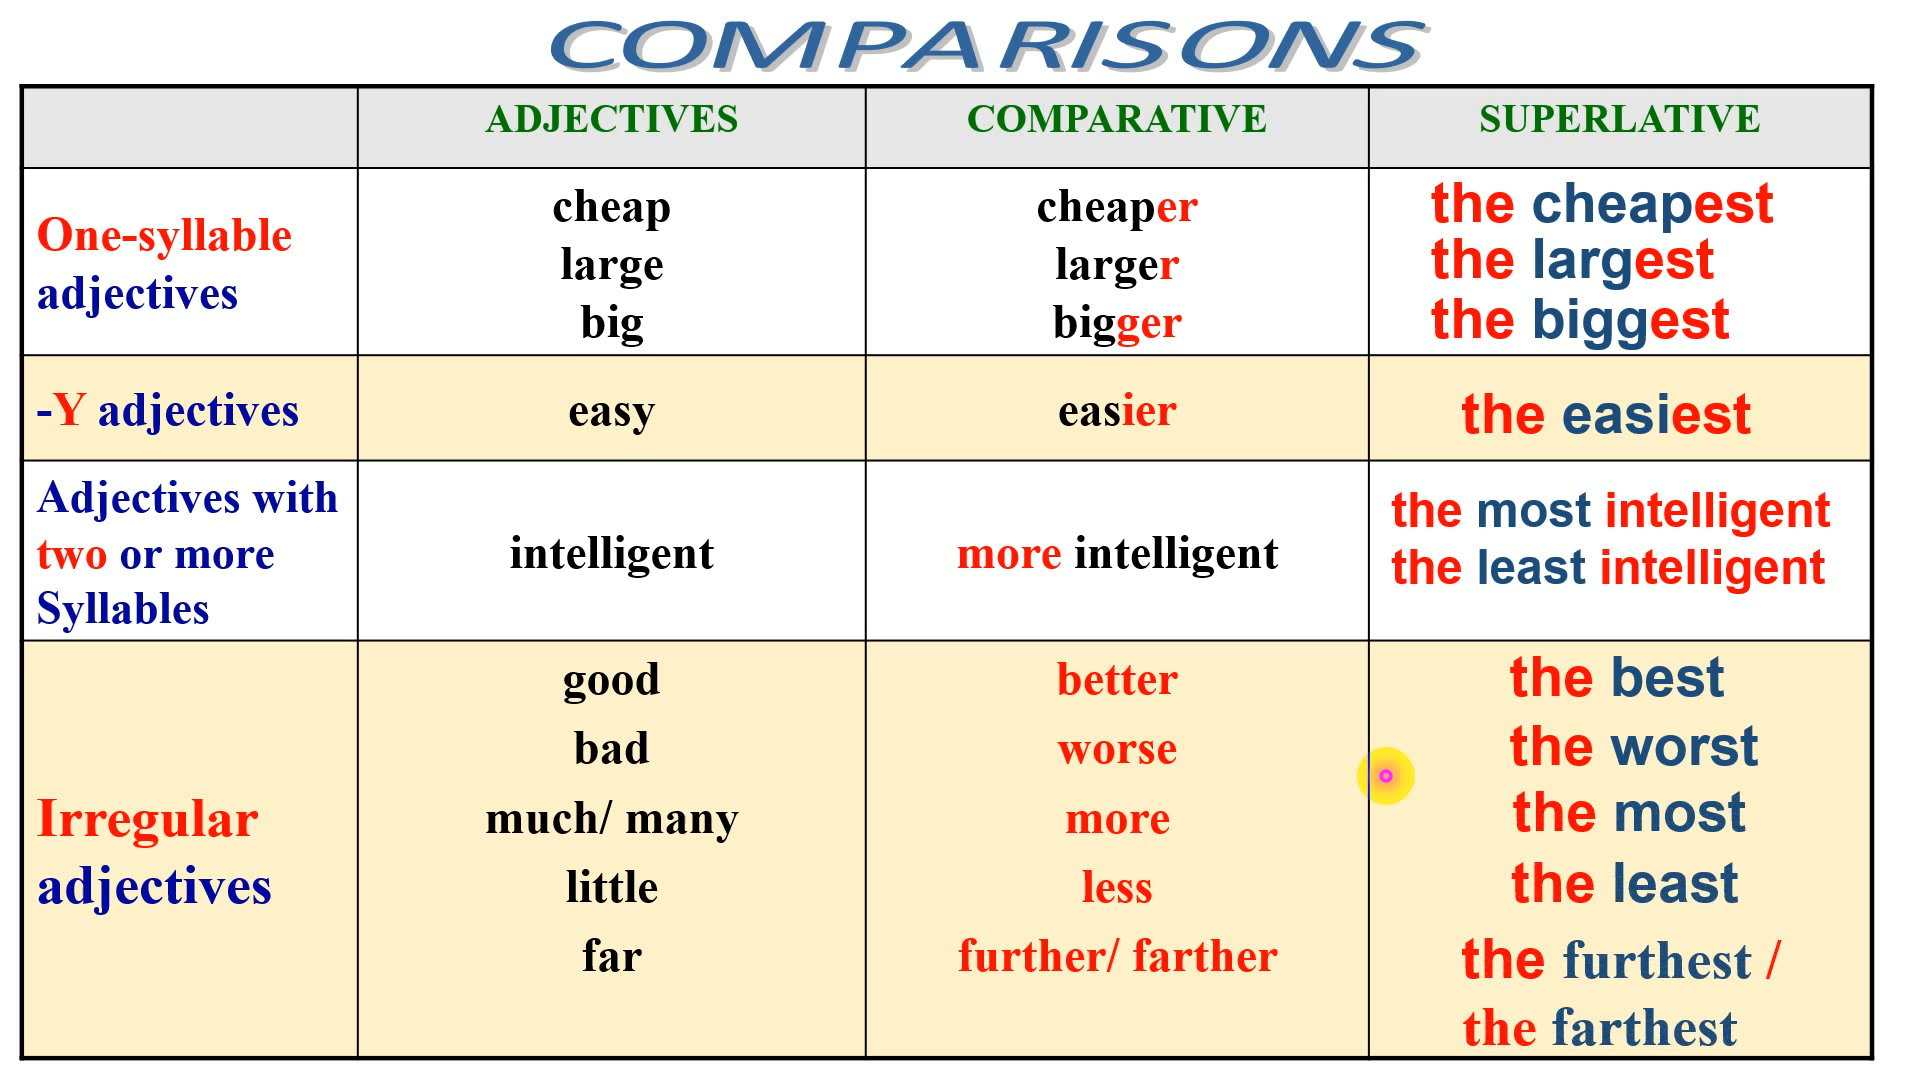 COMPARISONS
ADJECTIVES COMPARATIVE SUPERLATIVE
One-syllable
adjectives
cheap
large
big
cheaper
larger
bigger
the cheapest
the largest
the biggest
-Y adjectives
easy
easier
the easiest
Adjectives with
two or more
Syllables
intelligent
more intelligent
the most intelligent
the least intelligent
Irregular
adjectives
good
bad
much/ many
little
far
better
worse
more
less
further/ farther
the best
the worst
the most
the least
the furthest /
the farthest